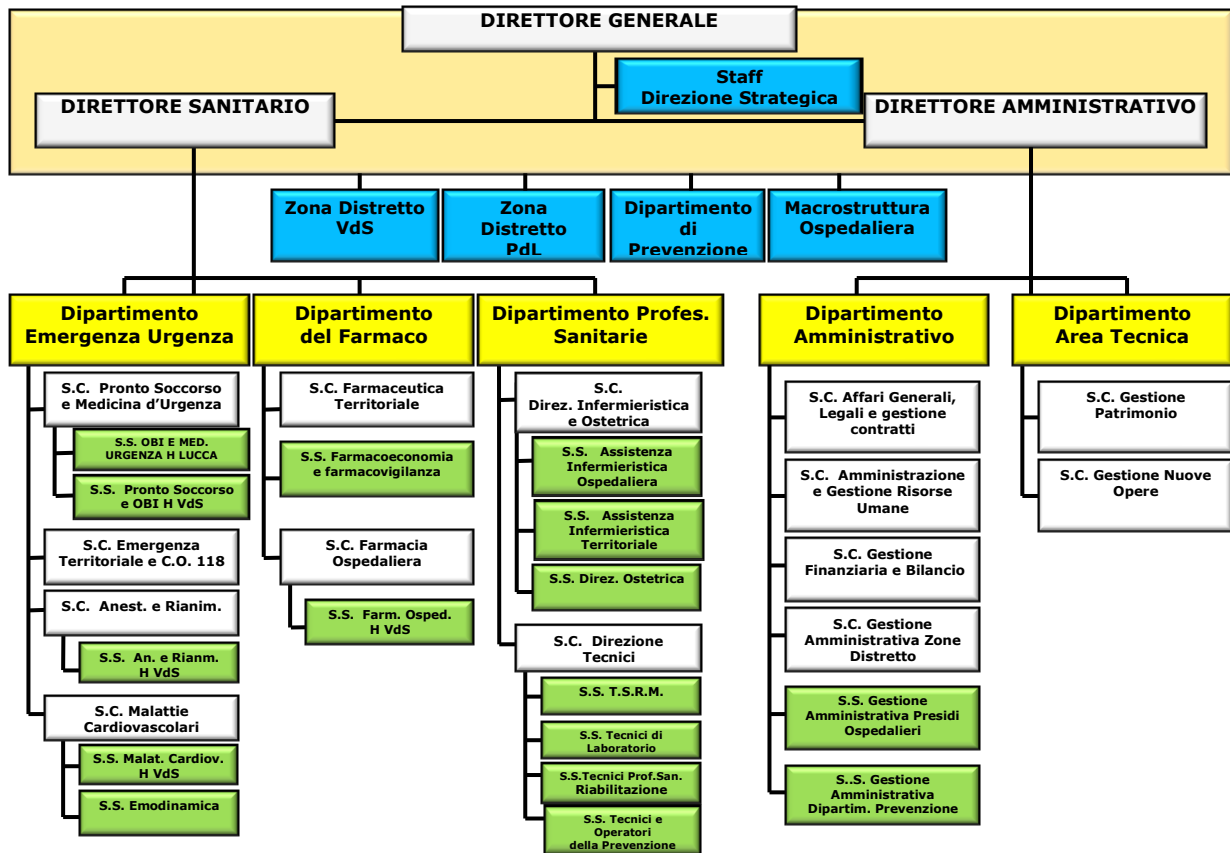 DIRETTORE GENERALE
Staff
Direzione Strategica
DIRETTORE SANITARIO
DIRETTORE AMMINISTRATIVO
Zona Distretto
VdS
Zona
Distretto
PdL
Dipartimento
di
Prevenzione
Macrostruttura
Ospedaliera
Dipartimento
Emergenza Urgenza
Dipartimento
del Farmaco
Dipartimento Profes.
Sanitarie
Dipartimento
Amministrativo
Dipartimento
Area Tecnica
S.C. Pronto Soccorso
e Medicina d'Urgenza
S.S. OBI E MED.
URGENZA H LUCCA
S.S. Pronto Soccorso
e OBI H VdS
S.C. Emergenza
Territoriale e C.O. 118
S.C. Anest. e Rianim.
S.S. An. e Rianm.
H VdS
S.C. Malattie
Cardiovascolari
S.S. Malat. Cardiov.
H VdS
S.S. Emodinamica
S.C. Farmaceutica
Territoriale
S.S. Farmacoeconomia
e farmacovigilanza
S.C. Farmacia
Ospedaliera
S.S. Farm. Osped.
H VdS
S.C.
Direz. Infermieristica
e Ostetrica
S.S. Assistenza
Infermieristica
Ospedaliera
S.S. Assistenza
Infermieristica
Territoriale
S.S. Direz. Ostetrica
S.C. Direzione
Tecnici
S.S. T.S.R.M.
S.S. Tecnici di
Laboratorio
S.S.Tecnici Prof.San.
Riabilitazione
S.S. Tecnici e
Operatori
della Prevenzione
S.C. Affari Generali,
Legali e gestione
contratti
S.C. Amministrazione
e Gestione Risorse
Umane
S.C. Gestione
Finanziaria e Bilancio
S.C. Gestione
Amministrativa Zone
Distretto
S.S. Gestione
Amministrativa Presidi
Ospedalieri
S..S. Gestione
Amministrativa
Dipartim. Prevenzione
S.C. Gestione
Patrimonio
S.C. Gestione Nuove
Opere